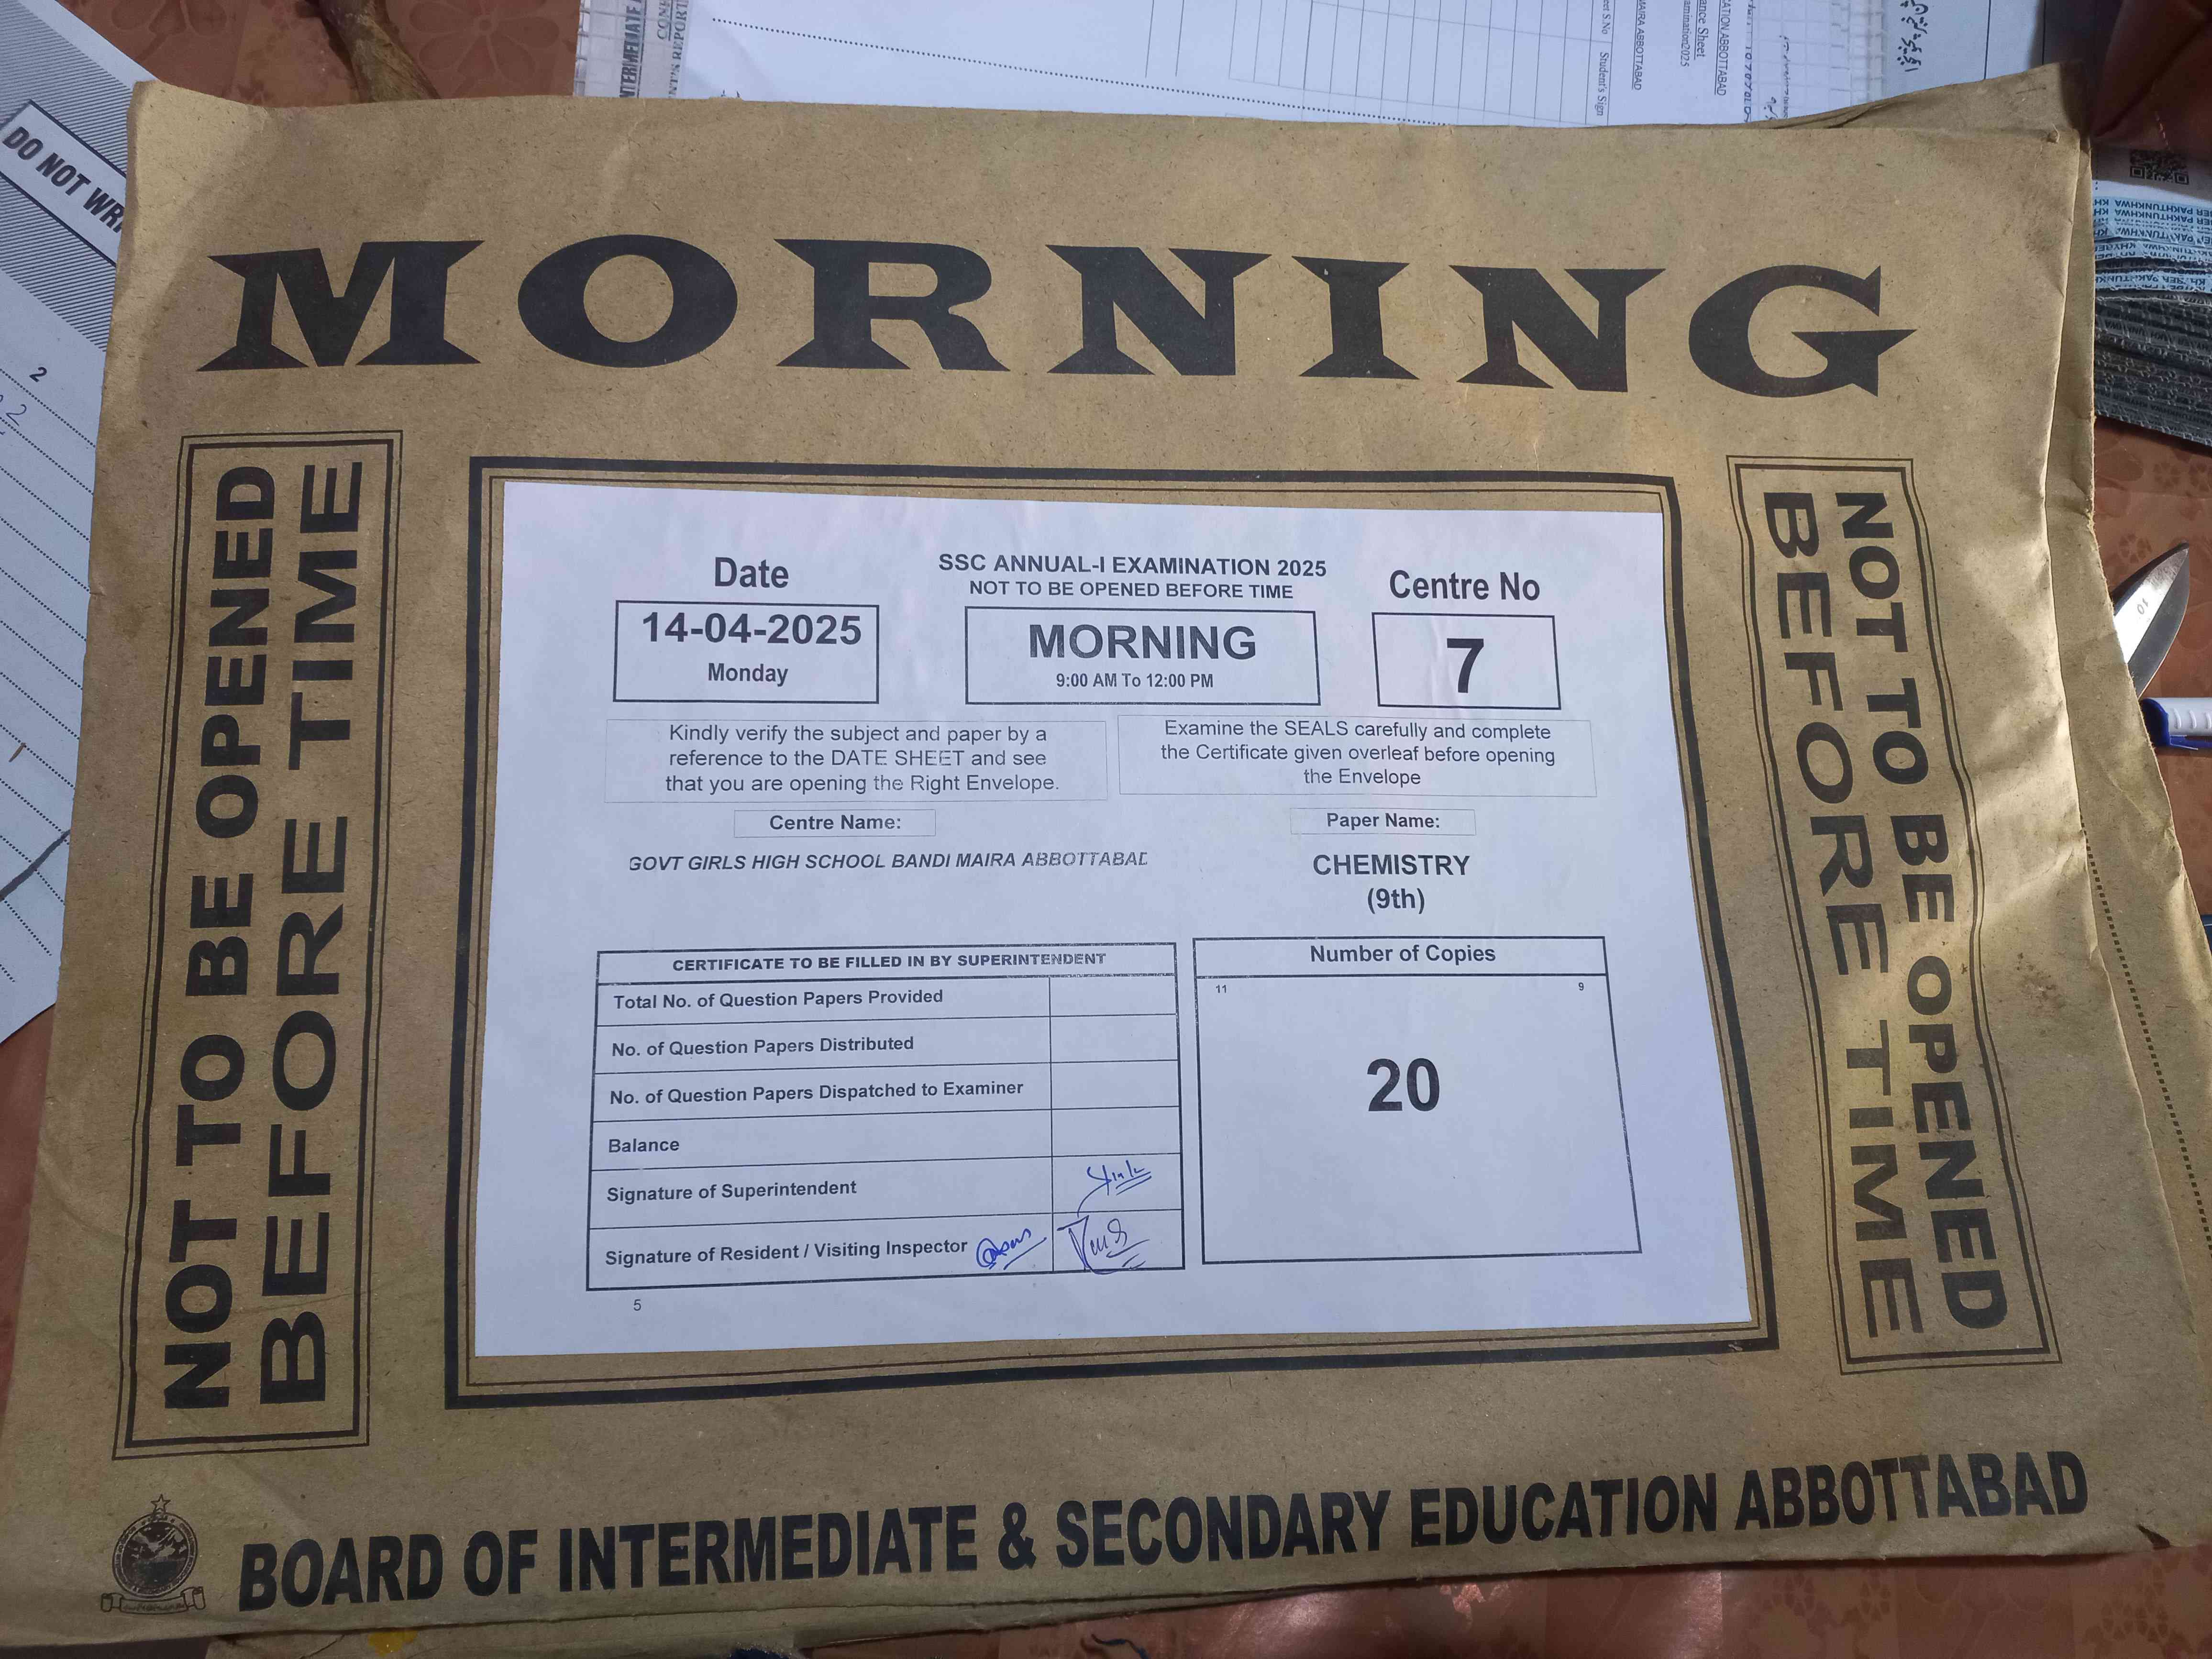 MORNING
NOT TO BE OPENED
BEFORE TIME
Date
14-04-2025
Monday
SSC ANNUAL-I EXAMINATION 2025
NOT TO BE OPENED BEFORE TIME
MORNING
9:00 AM To 12:00 PM
Centre No
7
Kindly verify the subject and paper by a
reference to the DATE SHEET and see
that you are opening the Right Envelope.
Examine the SEALS carefully and complete
the Certificate given overleaf before opening
the Envelope
Centre Name:
GOVT GIRLS HIGH SCHOOL BANDI MAIRA ABBOTTABAD
Paper Name:
CHEMISTRY
(9th)
CERTIFICATE TO BE FILLED IN BY SUPERINTENDENT
Total No. of Question Papers Provided
No. of Question Papers Distributed
No. of Question Papers Dispatched to Examiner
Balance
Signature of Superintendent
Signature of Resident / Visiting Inspector
5
Number of Copies
11 9
20
NOT TO BE OPENED
BEFORE TIME
BOARD OF INTERMEDIATE & SECONDARY EDUCATION ABBOTTABAD
DO NOT
2
Student's Sign